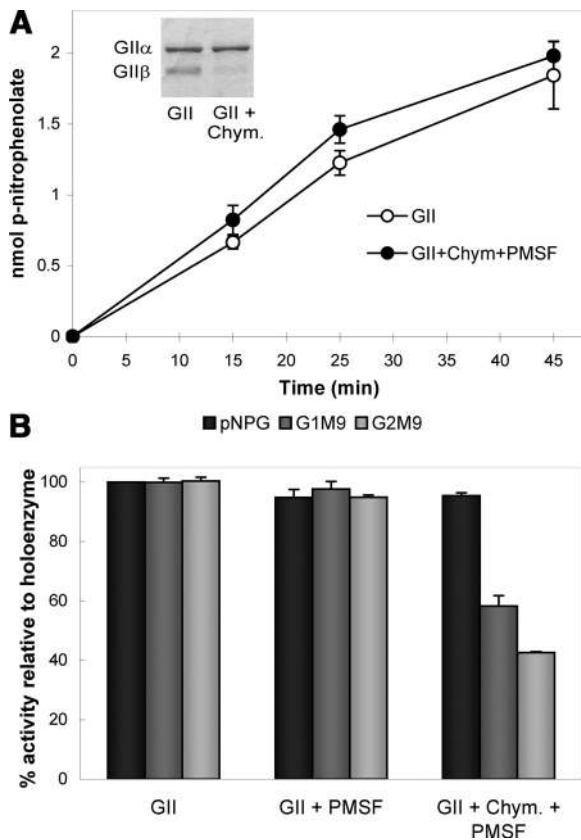 A
GIIα
GIIβ
GII GII +
Chym.
nmol p-nitrophenolate
2
1.5
1
0.5
0
GII
GII+Chym+PMSF
0 5 10 15 20 25 30 35 40 45
Time (min)
B
pNPG G1M9 G2M9
% activity relative to holoenzyme
100
80
60
40
20
0
GII GII + PMSF GII + Chym. +
PMSF